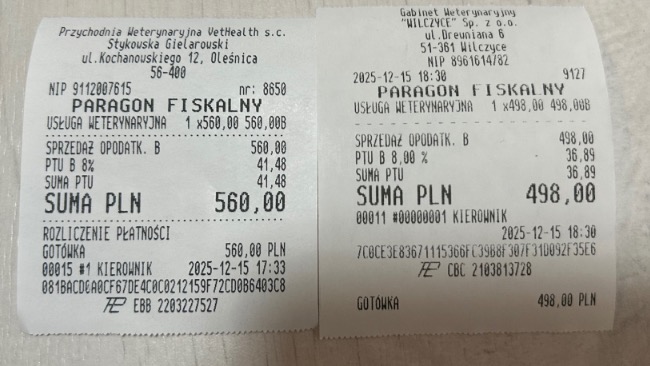 Przychodnia Weterynaryjna VetHealth s.c.
Stykowska Gielarouski
ul.Kochanouskiego 12, Oleśnica
56-400
NIP 9112007615 nr: 8650
PARAGON FISKALNY
USŁUGA WETERYNARYJNA 1 x560,00 560,00B
SPRZEDAŻ OPODATK. B 560,00
PTU B 8% 41,48
SUMA PTU 41,48
SUMA PLN 560,00
ROZLICZENIE PŁATNOŚCI
GOTÓWKA 560,00 PLN
00015 #1 KIEROWNIK 2025-12-15 17:33
081BACD8A0CF67DE4C0C0212159F72CD0B6403C8
EBB 2203227527
Gabinet Weterynaryjny
"WILCZYCE" Sp. z o.o.
ul.Dreuniana 6
51-361 Wilczyce
NIP 8961614782
2025-12-15 18:30 9127
PARAGON FISKALNY
USŁUGA WETERYNARYJNA 1 x498,00 498,00B
SPRZEDAŻ OPODATK. B 498,00
PTU B 8,00 % 36,89
SUMA PTU 36,89
SUMA PLN 498,00
00011 #00000001 KIEROWNIK
2025-12-15 18:30
7C0CE3E83671115366FC3968F307F31D092F35E6
CBC 2103813728
GOTÓWKA 498,00 PLN